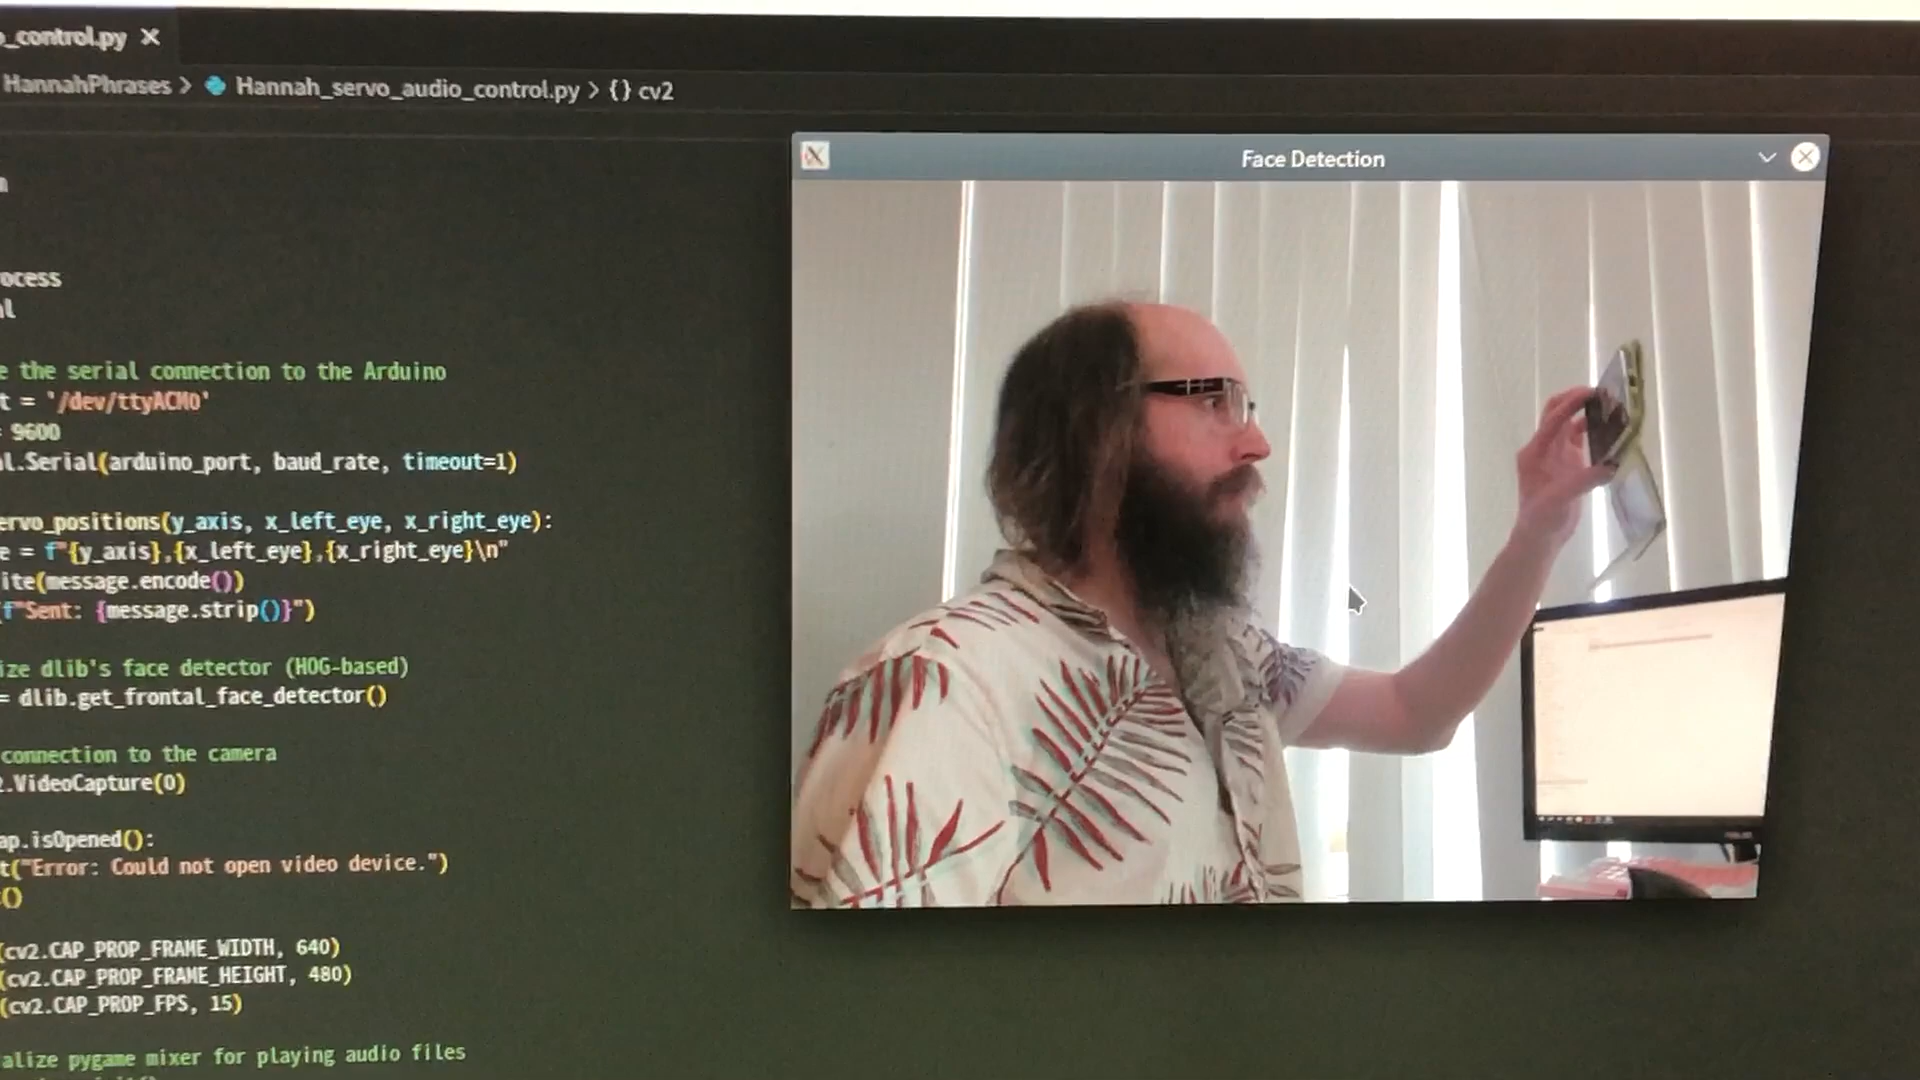 _control.py
HannahPhrases > Hannah_servo_audio_control.py > {} cv2
Face Detection
e the serial connection to the Arduino
t = '/dev/ttyACM0'
= 9600
l.Serial(arduino_port, baud_rate, timeout=1)
ervo_positions(y_axis, x_left_eye, x_right_eye):
e = f"{y_axis},{x_left_eye},{x_right_eye}\n"
ite(message.encode())
f"Sent: {message.strip()}")
ize dlib's face detector (HOG-based)
= dlib.get_frontal_face_detector()
connection to the camera
2.VideoCapture(0)
ap.isOpened():
t("Error: Could not open video device.")
()
(cv2.CAP_PROP_FRAME_WIDTH, 640)
(cv2.CAP_PROP_FRAME_HEIGHT, 480)
(cv2.CAP_PROP_FPS, 15)
alize pygame mixer for playing audio files